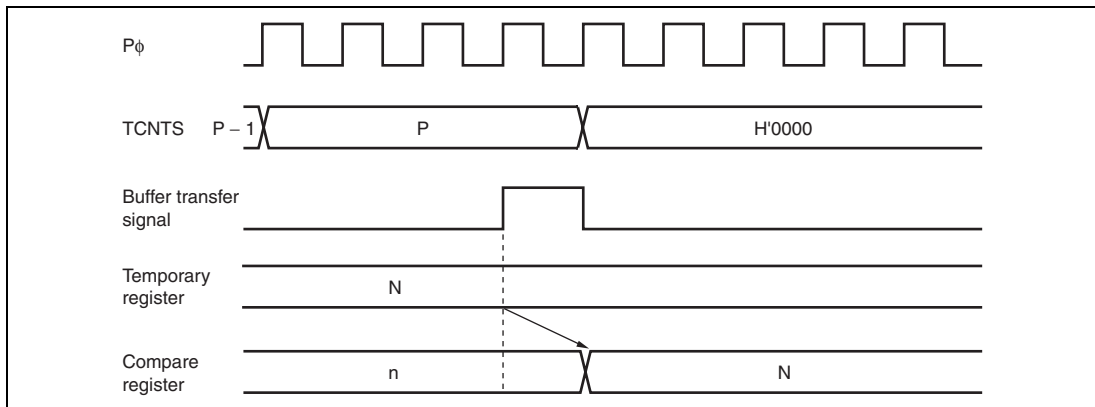 Pϕ
TCNTS P – 1 P H'0000
Buffer transfer
signal
Temporary
register
N
Compare
register
n N